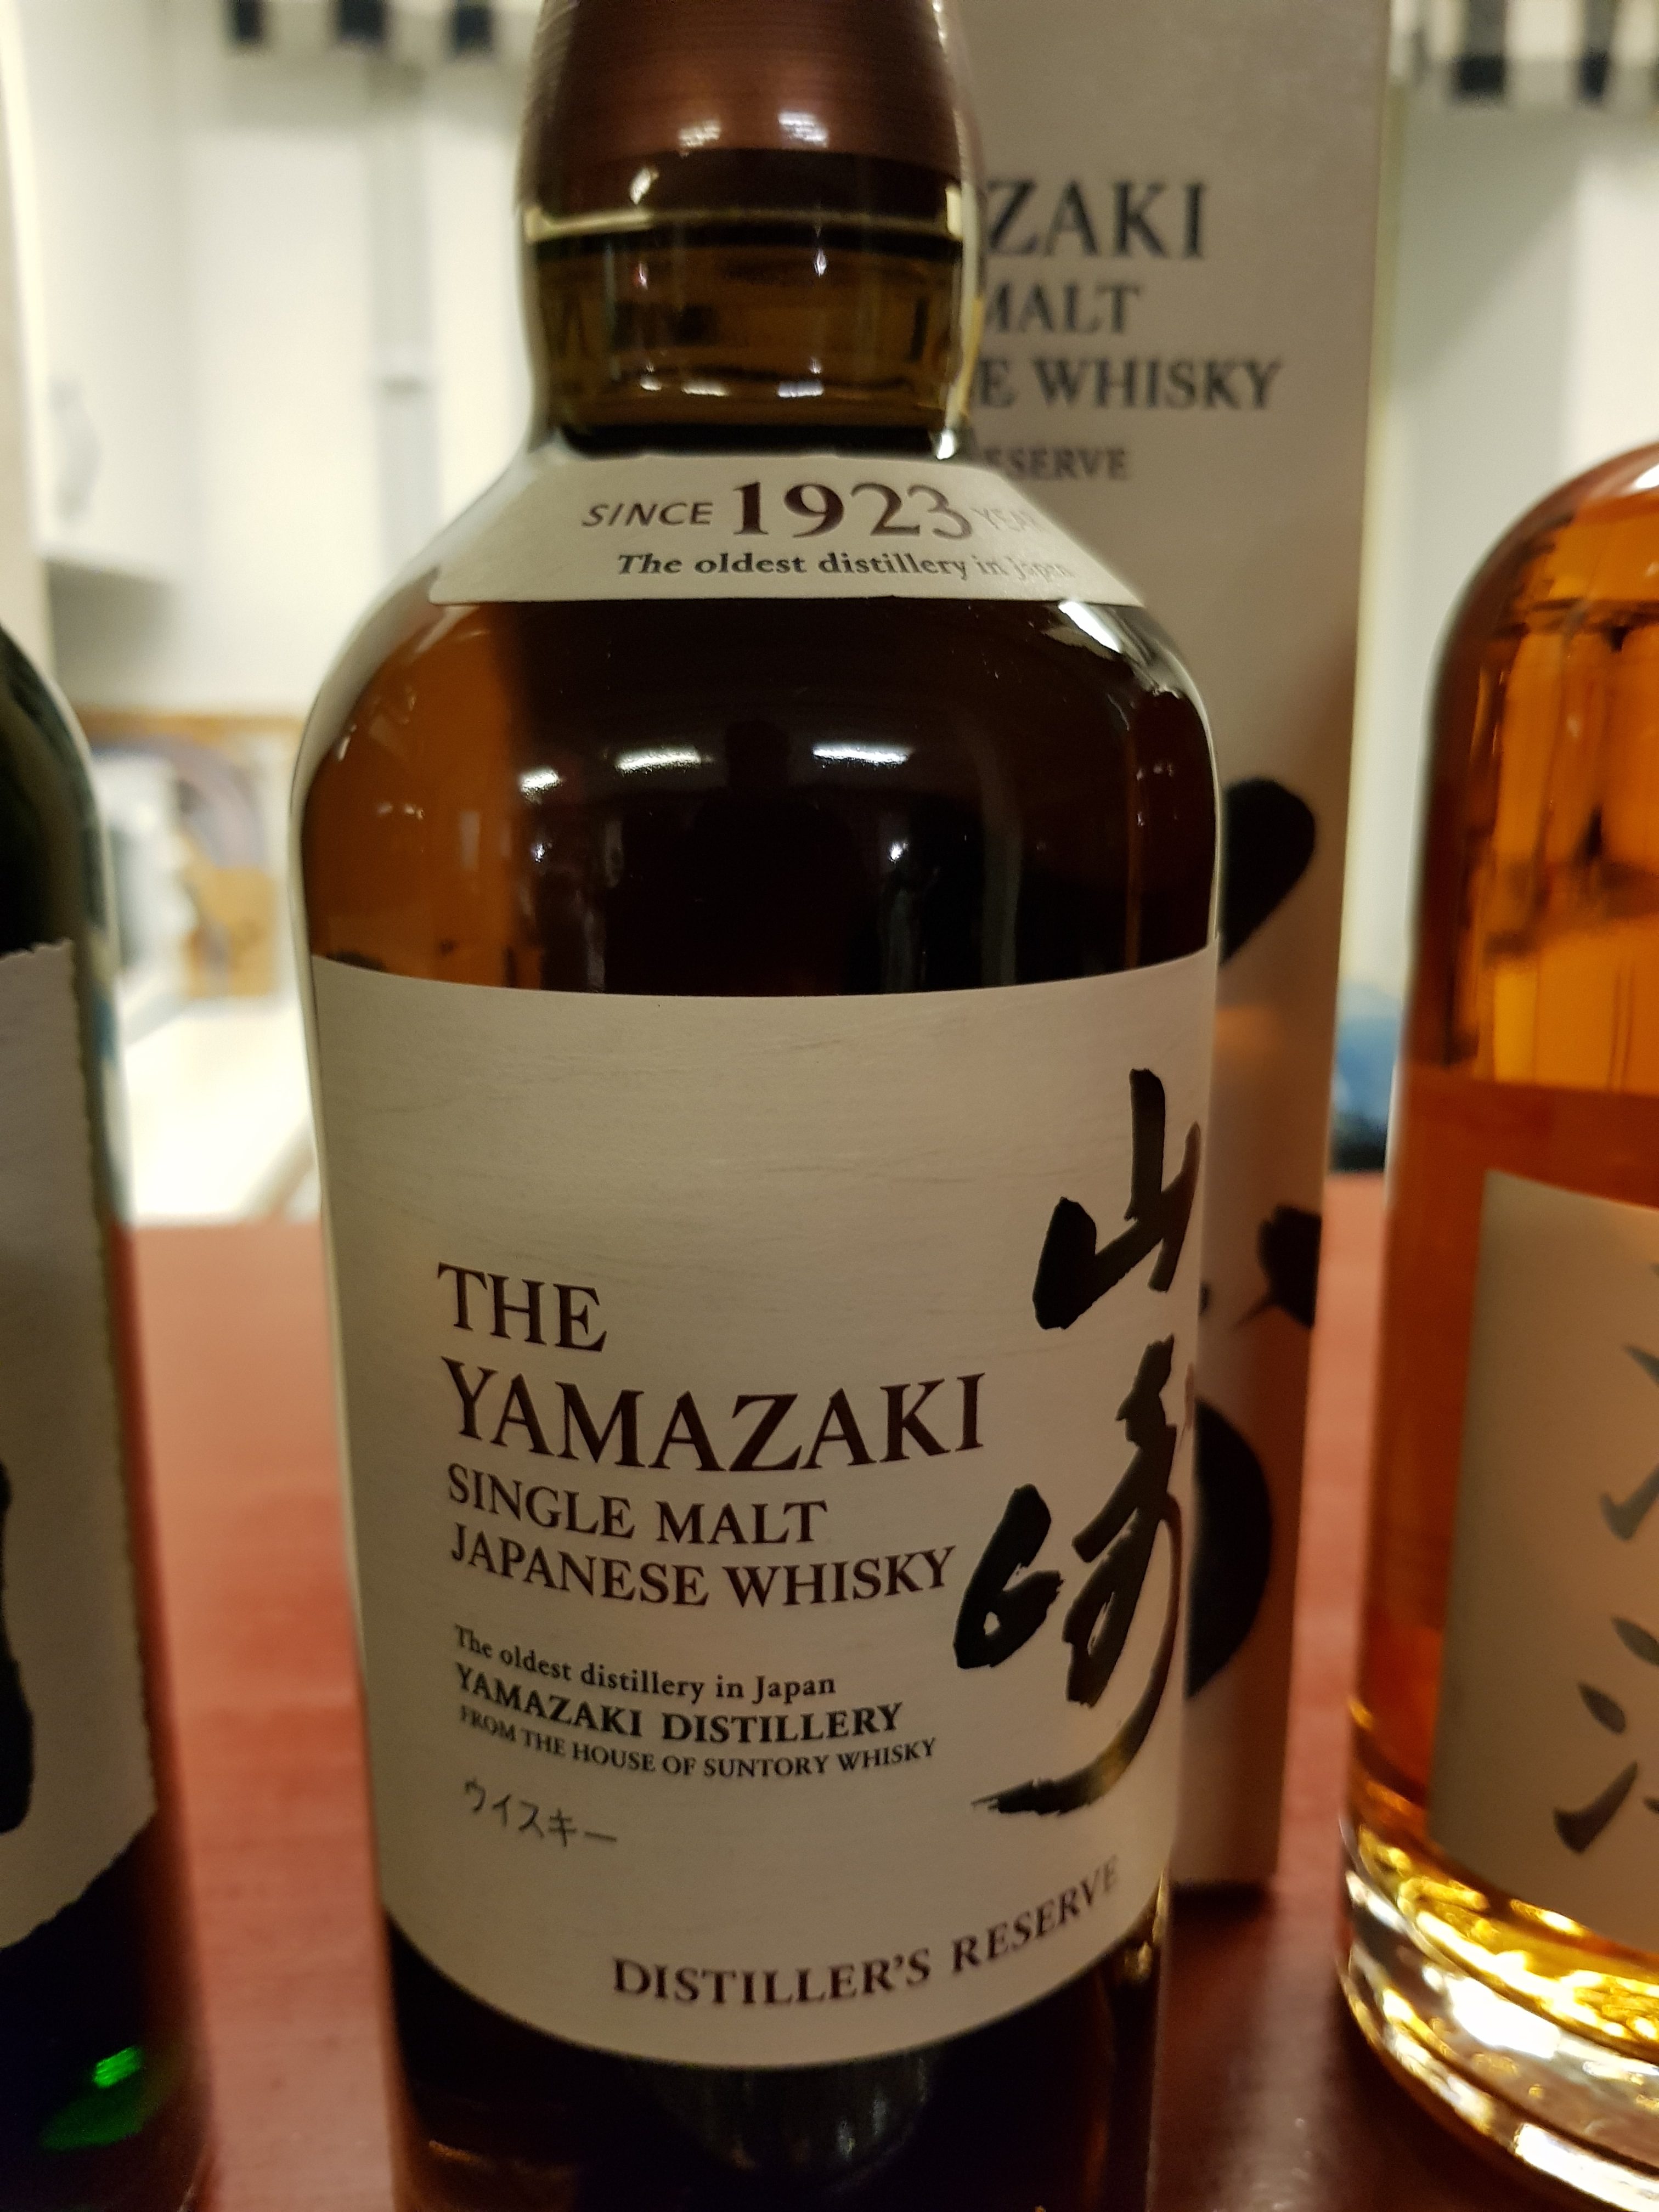 SINCE 1923
The oldest distillery in Japan
THE
YAMAZAKI
SINGLE MALT
JAPANESE WHISKY
The oldest distillery in Japan
YAMAZAKI DISTILLERY
FROM THE HOUSE OF SUNTORY WHISKY
ウイスキー
DISTILLER'S RESERVE
山崎
ZAKI
MALT
E WHISKY
RESERVE